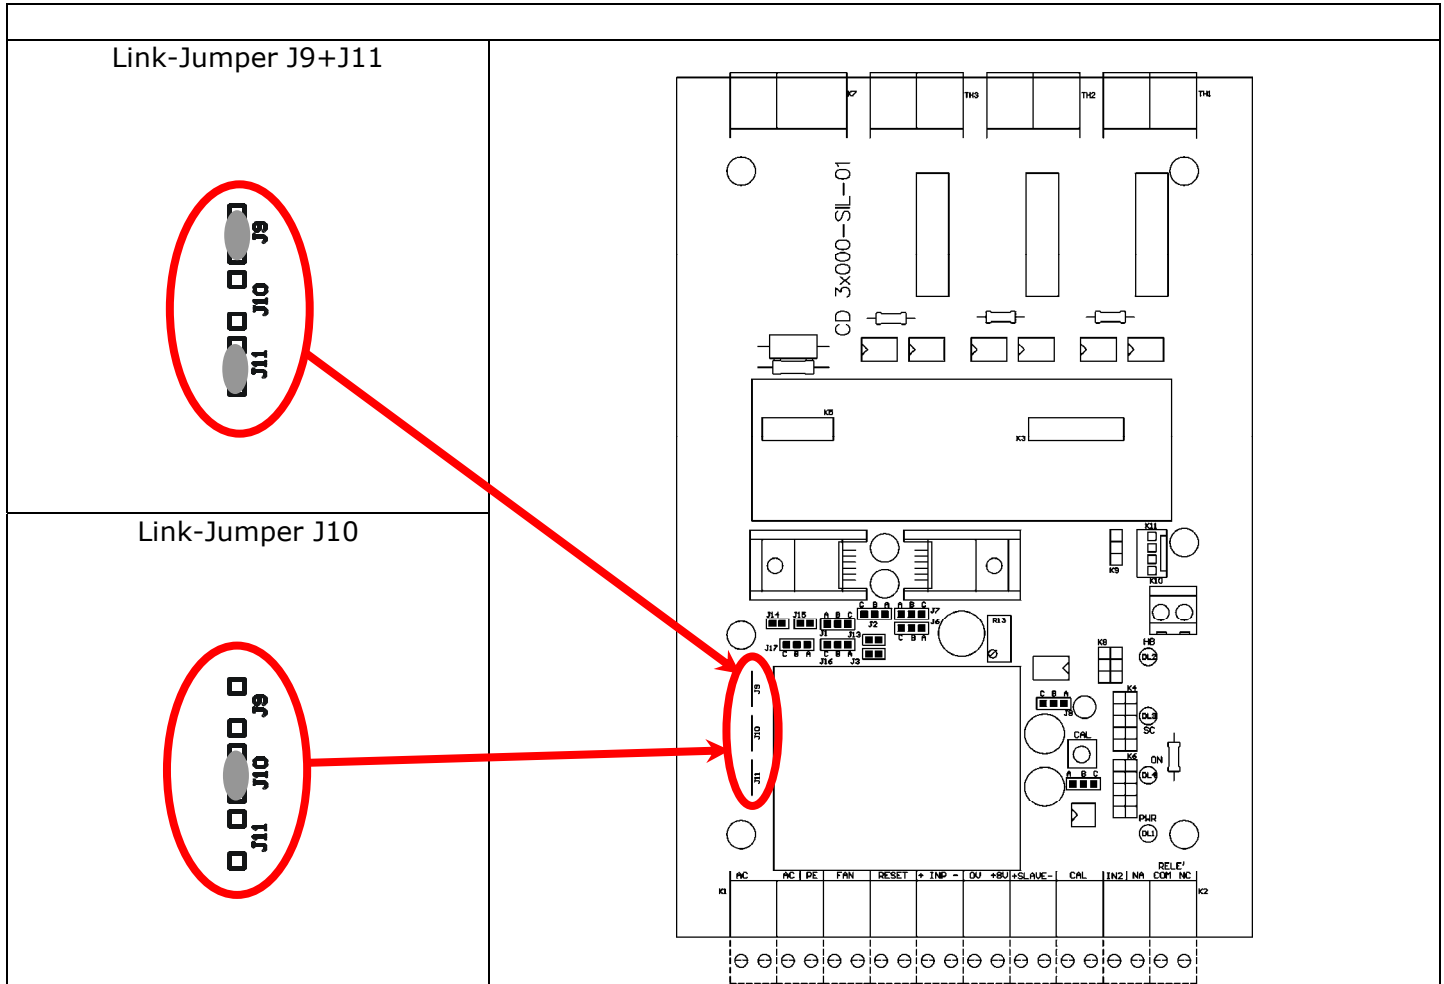 Link-Jumper J9+J11
J9
J10
J11
Link-Jumper J10
J9
J10
J11
K7
TH3
TH2
TH1
CD 3x000-SIL-01
K5
K3
K11
K9
K10
C B A
A B C
J14
J15
A B C
J2
J7
J6
J1
J13
C B A
R13
J17
C B A
C B A
J16
J3
K8
HB
DL2
J9
J10
J11
C B A
J8
K4
DL3
SC
CAL
ON
K6
A B C
DL4
PWR
DL1
RELE'
AC
AC
PE
FAN
RESET
+ INP -
0V
+8V
+SLAVE-
CAL
IN2
NA
COM NC
K1
K2